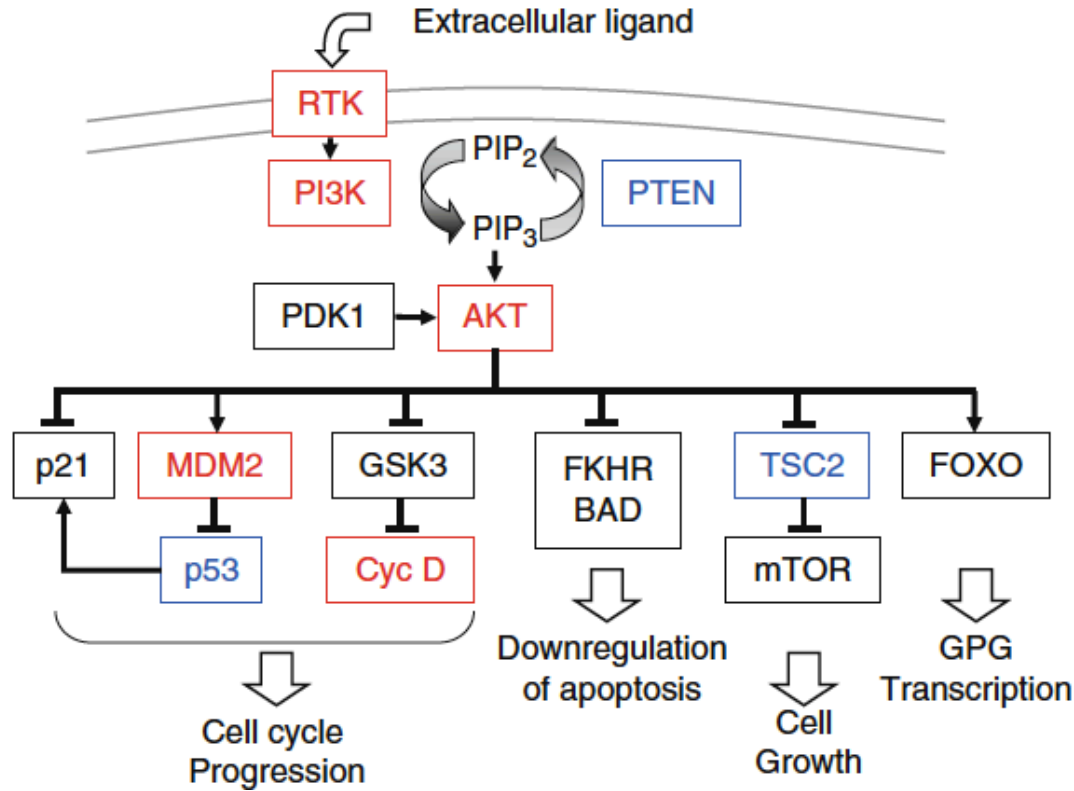 Extracellular ligand
RTK
PIP2
PI3K
PTEN
PIP3
PDK1
AKT
p21
MDM2
GSK3
FKHR
BAD
TSC2
FOXO
p53
Cyc D
mTOR
Downregulation
of apoptosis
GPG
Transcription
Cell cycle
Progression
Cell
Growth